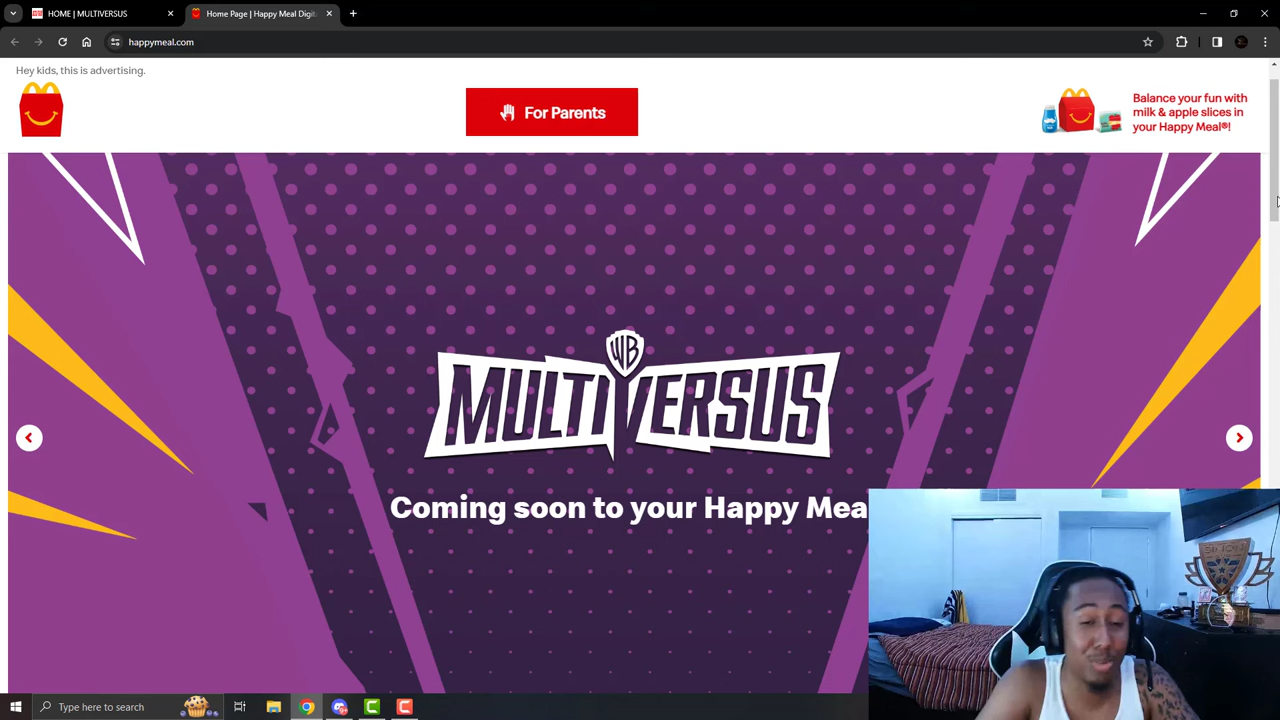 HOME | MULTIVERSUS
Home Page | Happy Meal Digit
happymeal.com
Hey kids, this is advertising.
For Parents
Balance your fun with
milk & apple slices in
your Happy Meal®!
WB
MULTIVERSUS
Coming soon to your Happy Mea
Type here to search